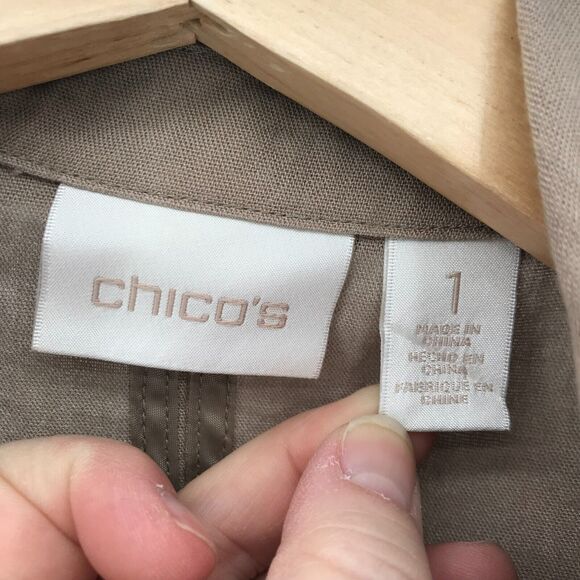 chico's
1
MADE IN
CHINA
HECHO EN
CHINA
FABRIQUE EN
CHINE